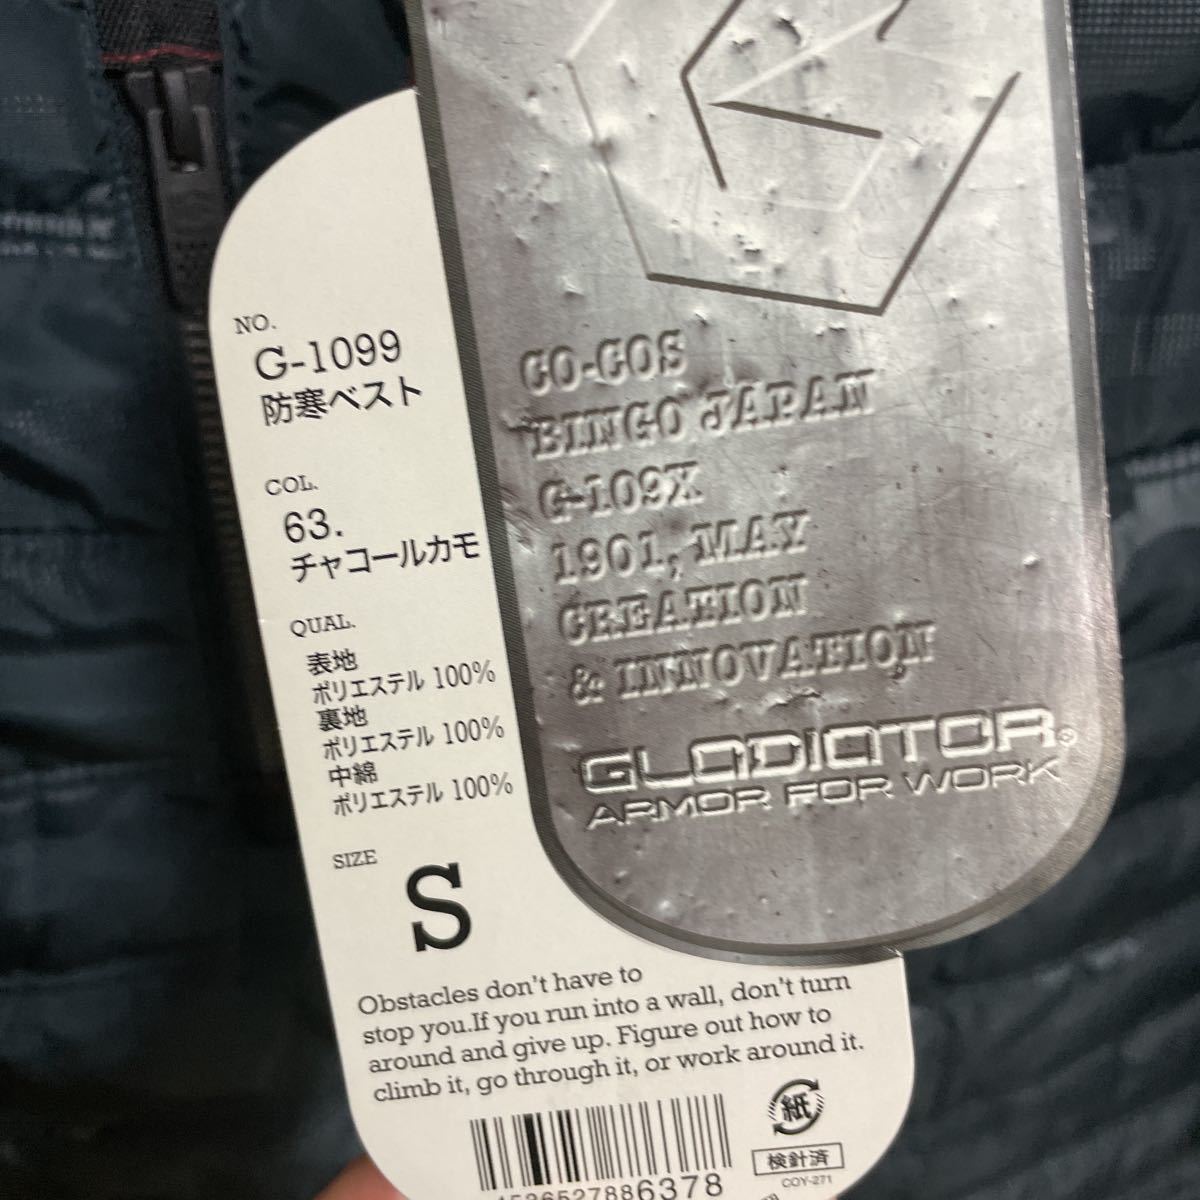 NO.
G-1099
防寒ベスト
COL.
63.
チャコールカモ
QUAL.
表地
ポリエステル 100%
裏地
ポリエステル 100%
中綿
ポリエステル 100%
SIZE
S
Obstacles don't have to
stop you.If you run into a wall, don't turn
around and give up. Figure out how to
climb it, go through it, or work around it.
紙
検針済
COY-271
CO-COS
BINGO JAPAN
G-109X
1901, MAY
CREATION
& INNOVATION
GLADIATOR®
ARMOR FOR WORK